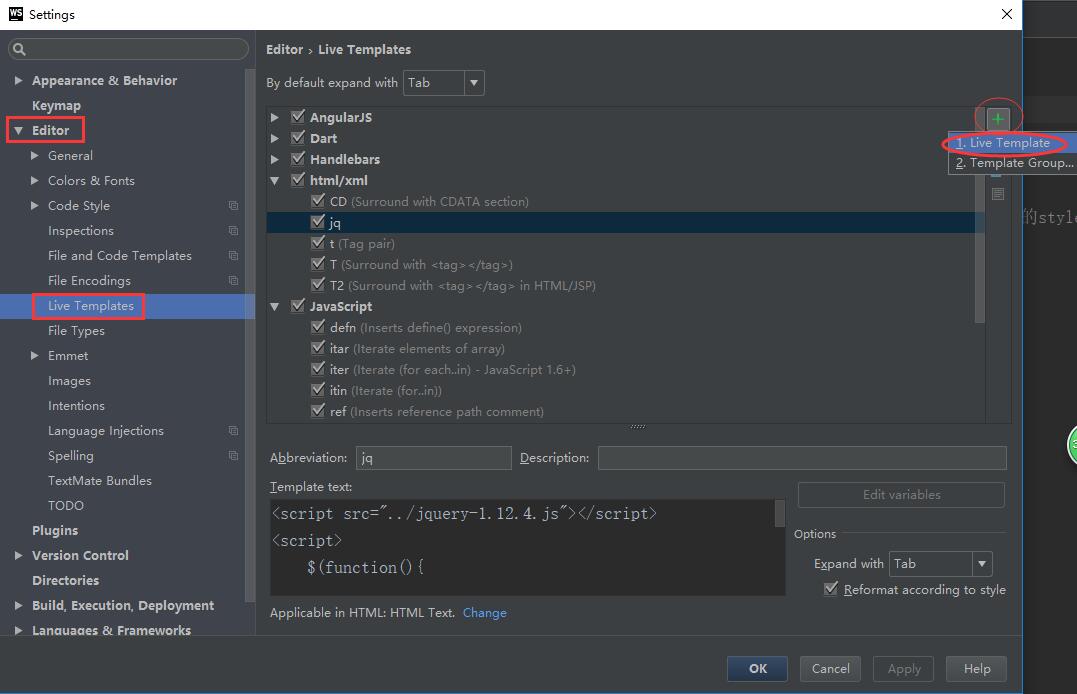 WS Settings
Appearance & Behavior
Keymap
Editor
General
Colors & Fonts
Code Style
Inspections
File and Code Templates
File Encodings
Live Templates
File Types
Emmet
Images
Intentions
Language Injections
Spelling
TextMate Bundles
TODO
Plugins
Version Control
Directories
Build, Execution, Deployment
Languages & Frameworks
Editor › Live Templates
By default expand with Tab
AngularJS
Dart
Handlebars
html/xml
CD (Surround with CDATA section)
jq
t (Tag pair)
T (Surround with <tag></tag>)
T2 (Surround with <tag></tag> in HTML/JSP)
JavaScript
defn (Inserts define() expression)
itar (Iterate elements of array)
iter (Iterate (for each..in) - JavaScript 1.6+)
itin (Iterate (for..in))
ref (Inserts reference path comment)
1. Live Template
2. Template Group...
的style
Abbreviation: jq Description:
Template text:
<script src="../jquery-1.12.4.js"></script>
<script>
$(function(){
Edit variables
Options
Expand with Tab
Reformat according to style
Applicable in HTML: HTML Text. Change
OK Cancel Apply Help